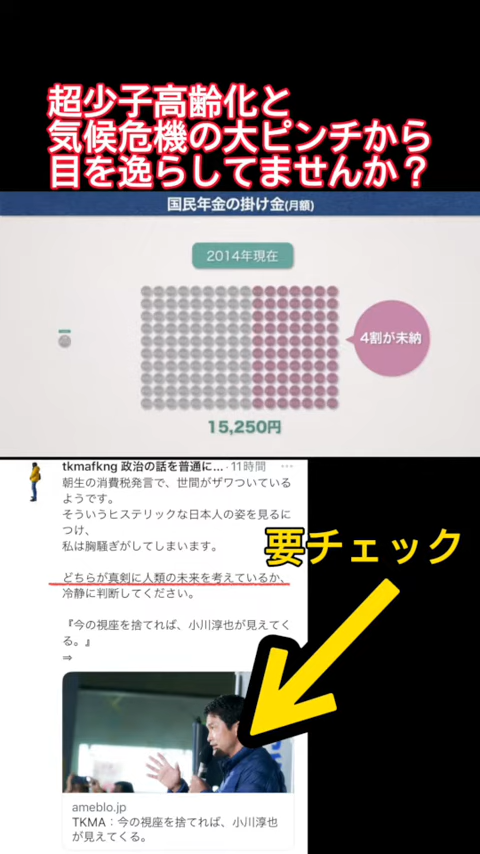 超少子高齢化と
気候危機の大ピンチから
目を逸らしてませんか？
国民年金の掛け金(月額)
2014年現在
4割が未納
15,250円
tkmafkng 政治の話を普通に... · 11時間 ...
朝生の消費税発言で、世間がザワついている
ようです。
そういうヒステリックな日本人の姿を見るに
つけ、
私は胸騒ぎがしてしまいます。
要チェック
どちらが真剣に人類の未来を考えているか、
冷静に判断してください。
『今の視座を捨てれば、小川淳也が見えてく
る。』
⇒
ameblo.jp
TKMA：今の視座を捨てれば、小川淳也
が見えてくる。